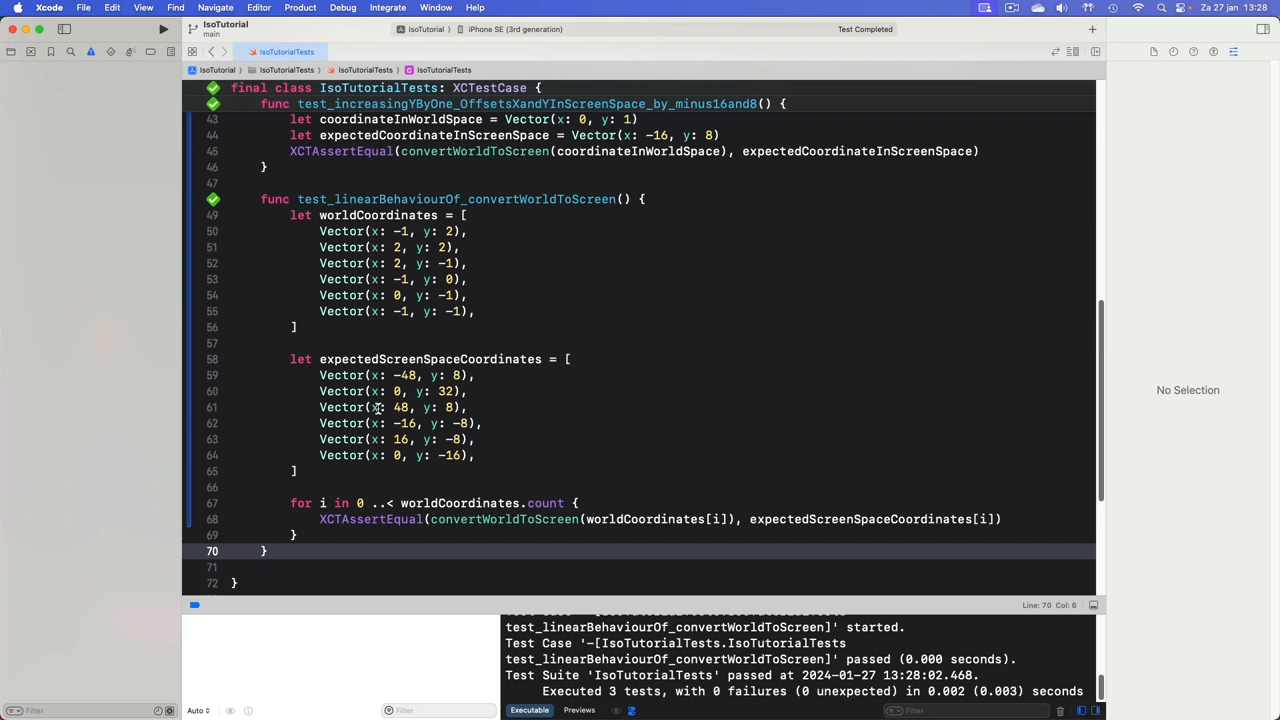 Xcode File Edit View Find Navigate Editor Product Debug Integrate Window Help Za 27 jan 13:28
IsoTutorial
main
IsoTutorial 〉 iPhone SE (3rd generation) Test Completed
IsoTutorialTests
IsoTutorial 〉 IsoTutorialTests 〉 IsoTutorialTests 〉 C IsoTutorialTests
final class IsoTutorialTests: XCTestCase {
func test_increasingYByOne_OffsetsXandYInScreenSpace_by_minus16and8() {
43 let coordinateInWorldSpace = Vector(x: 0, y: 1)
44 let expectedCoordinateInScreenSpace = Vector(x: -16, y: 8)
45 XCTAssertEqual(convertWorldToScreen(coordinateInWorldSpace), expectedCoordinateInScreenSpace)
46 }
47
func test_linearBehaviourOf_convertWorldToScreen() {
49 let worldCoordinates = [
50 Vector(x: -1, y: 2),
51 Vector(x: 2, y: 2),
52 Vector(x: 2, y: -1),
53 Vector(x: -1, y: 0),
54 Vector(x: 0, y: -1),
55 Vector(x: -1, y: -1),
56 ]
57
58 let expectedScreenSpaceCoordinates = [
59 Vector(x: -48, y: 8),
60 Vector(x: 0, y: 32),
61 Vector(x: 48, y: 8),
62 Vector(x: -16, y: -8),
63 Vector(x: 16, y: -8),
64 Vector(x: 0, y: -16),
65 ]
66
67 for i in 0 ..< worldCoordinates.count {
68 XCTAssertEqual(convertWorldToScreen(worldCoordinates[i]), expectedScreenSpaceCoordinates[i])
69 }
70 }
71
72 }
No Selection
Line: 70 Col: 6
test_linearBehaviourOf_convertWorldToScreen]' started.
Test Case '-[IsoTutorialTests.IsoTutorialTests
test_linearBehaviourOf_convertWorldToScreen]' passed (0.000 seconds).
Test Suite 'IsoTutorialTests' passed at 2024-01-27 13:28:02.468.
Executed 3 tests, with 0 failures (0 unexpected) in 0.002 (0.003) seconds
Filter Auto Filter Executable Previews Filter